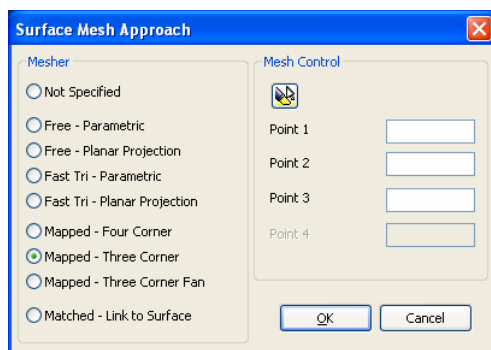 Surface Mesh Approach
Mesher
Not Specified
Free - Parametric
Free - Planar Projection
Fast Tri - Parametric
Fast Tri - Planar Projection
Mapped - Four Corner
Mapped - Three Corner
Mapped - Three Corner Fan
Matched - Link to Surface
Mesh Control
Point 1
Point 2
Point 3
Point 4
OK
Cancel